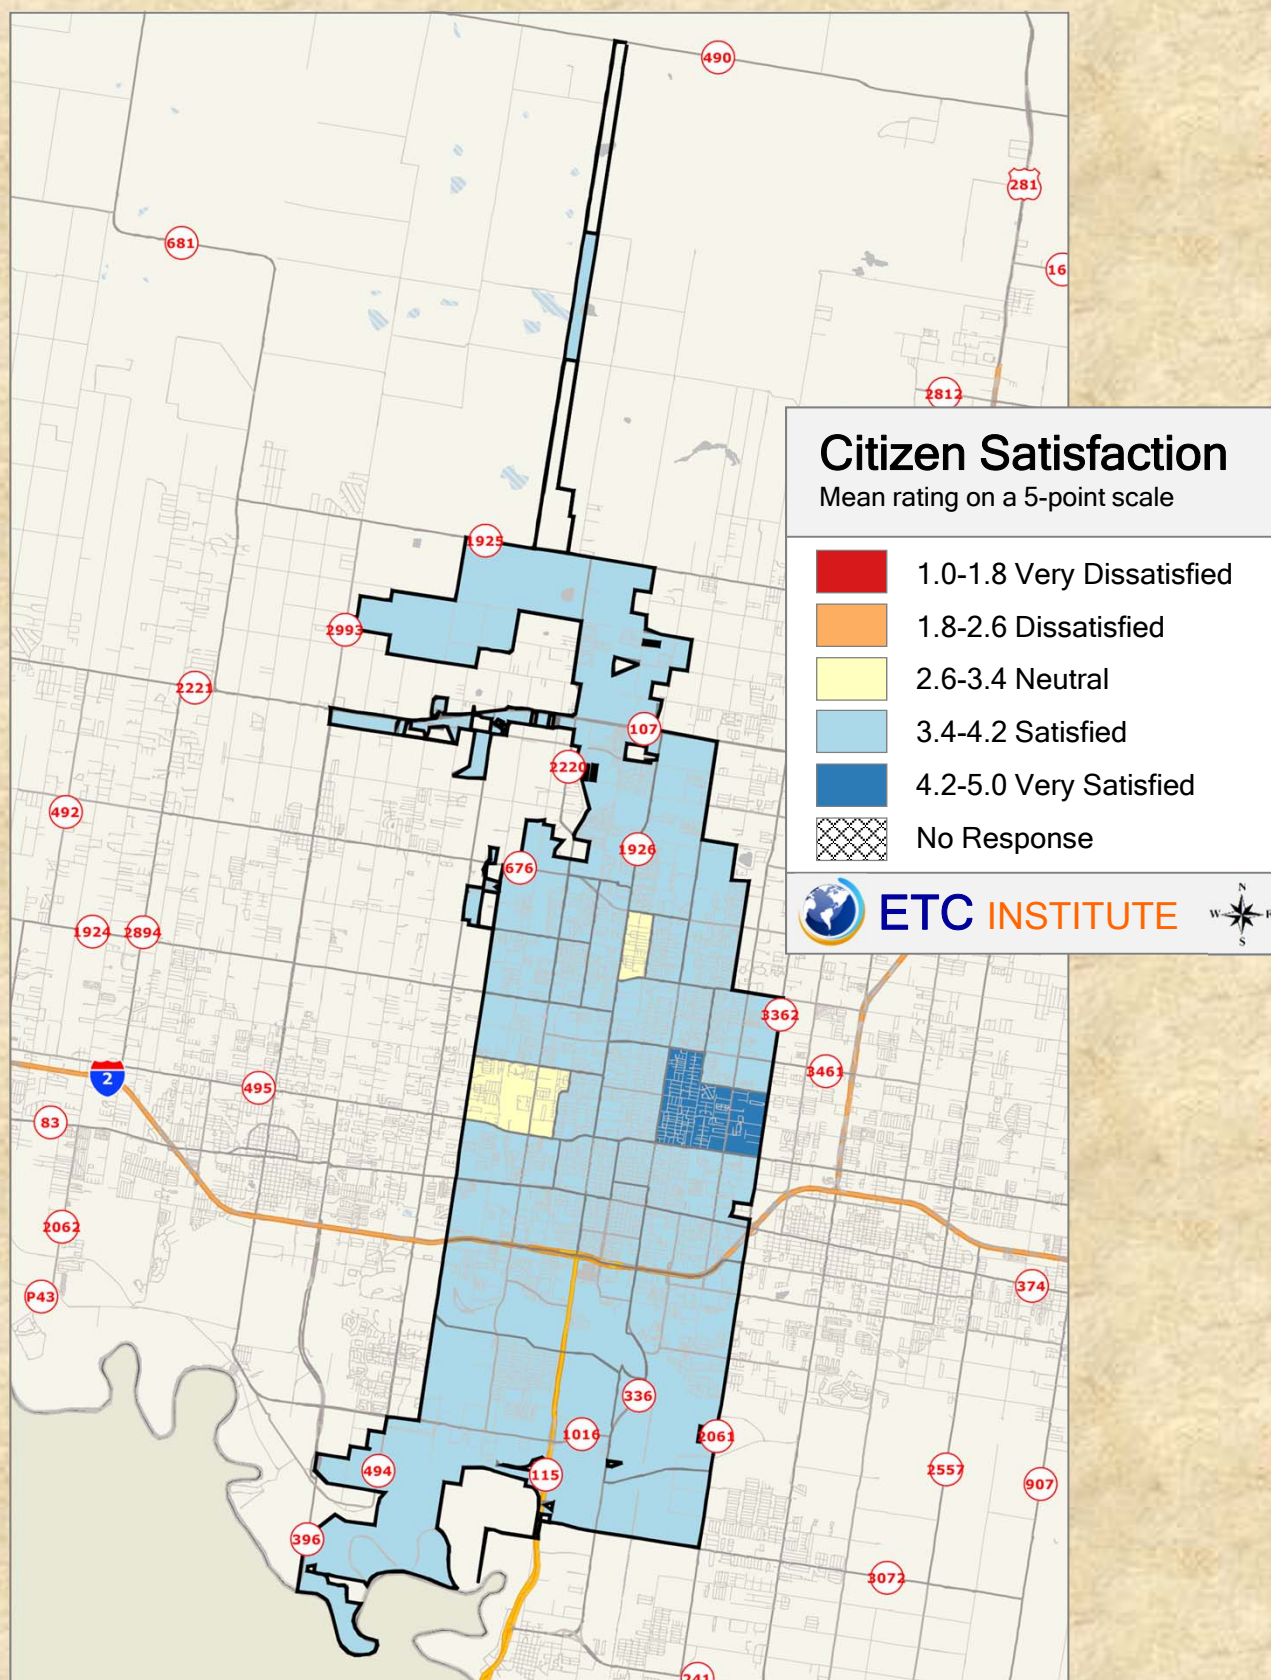 490
281
681
16
2812
Citizen Satisfaction
Mean rating on a 5-point scale
1925
1.0-1.8 Very Dissatisfied
1.8-2.6 Dissatisfied
2993
2.6-3.4 Neutral
2221
3.4-4.2 Satisfied
107
2220
4.2-5.0 Very Satisfied
492
No Response
1926
676
N
ETC INSTITUTE
W E
S
1924
2894
3362
3461
2
495
83
2062
374
P43
336
1016
2061
494
115
2557
907
396
3072
241